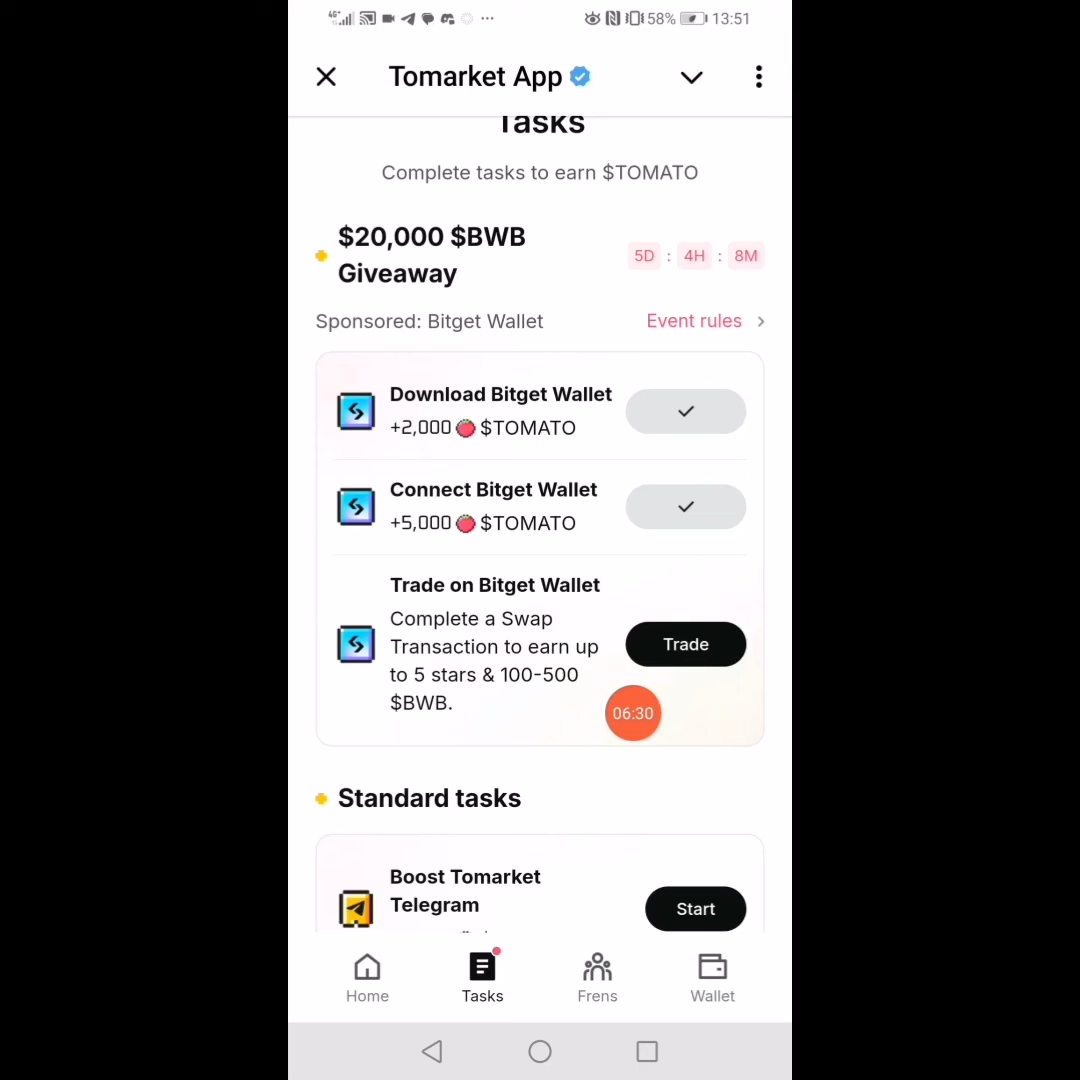 4G 58% 13:51
Tomarket App
Tasks
Complete tasks to earn $TOMATO
$20,000 $BWB
Giveaway
5D : 4H : 8M
Sponsored: Bitget Wallet
Event rules
Download Bitget Wallet
+2,000 $TOMATO
Connect Bitget Wallet
+5,000 $TOMATO
Trade on Bitget Wallet
Complete a Swap
Transaction to earn up
to 5 stars & 100-500
$BWB.
Trade
06:30
Standard tasks
Boost Tomarket
Telegram
Start
Home
Tasks
Frens
Wallet